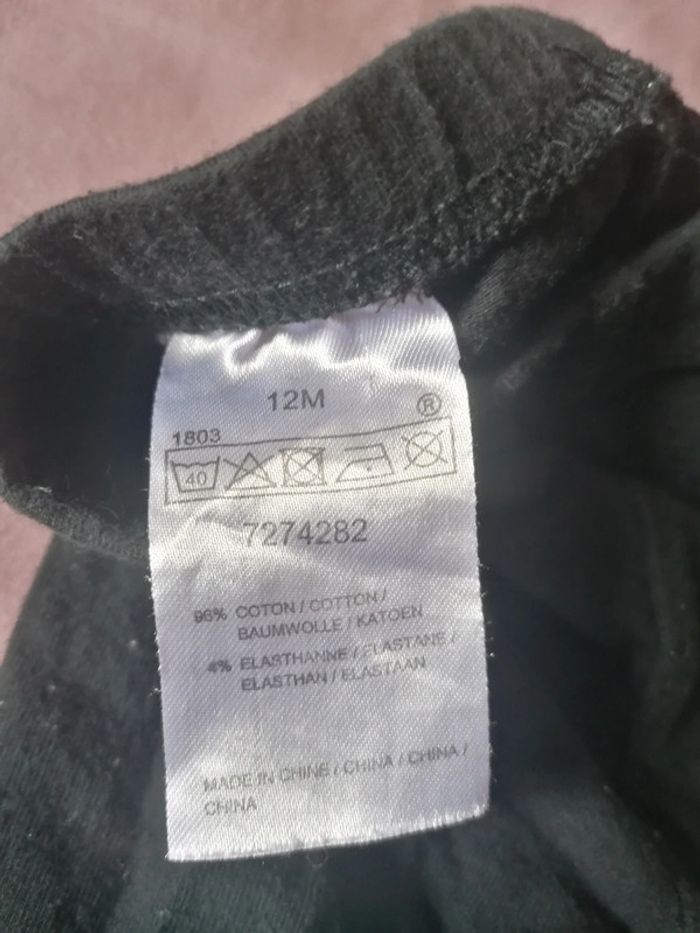 12M
®
1803
40
7274282
96% COTON / COTTON /
BAUMWOLLE / KATOEN
4% ELASTHANNE / ELASTANE /
ELASTHAN / ELASTAAN
MADE IN CHINE / CHINA / CHINA /
CHINA